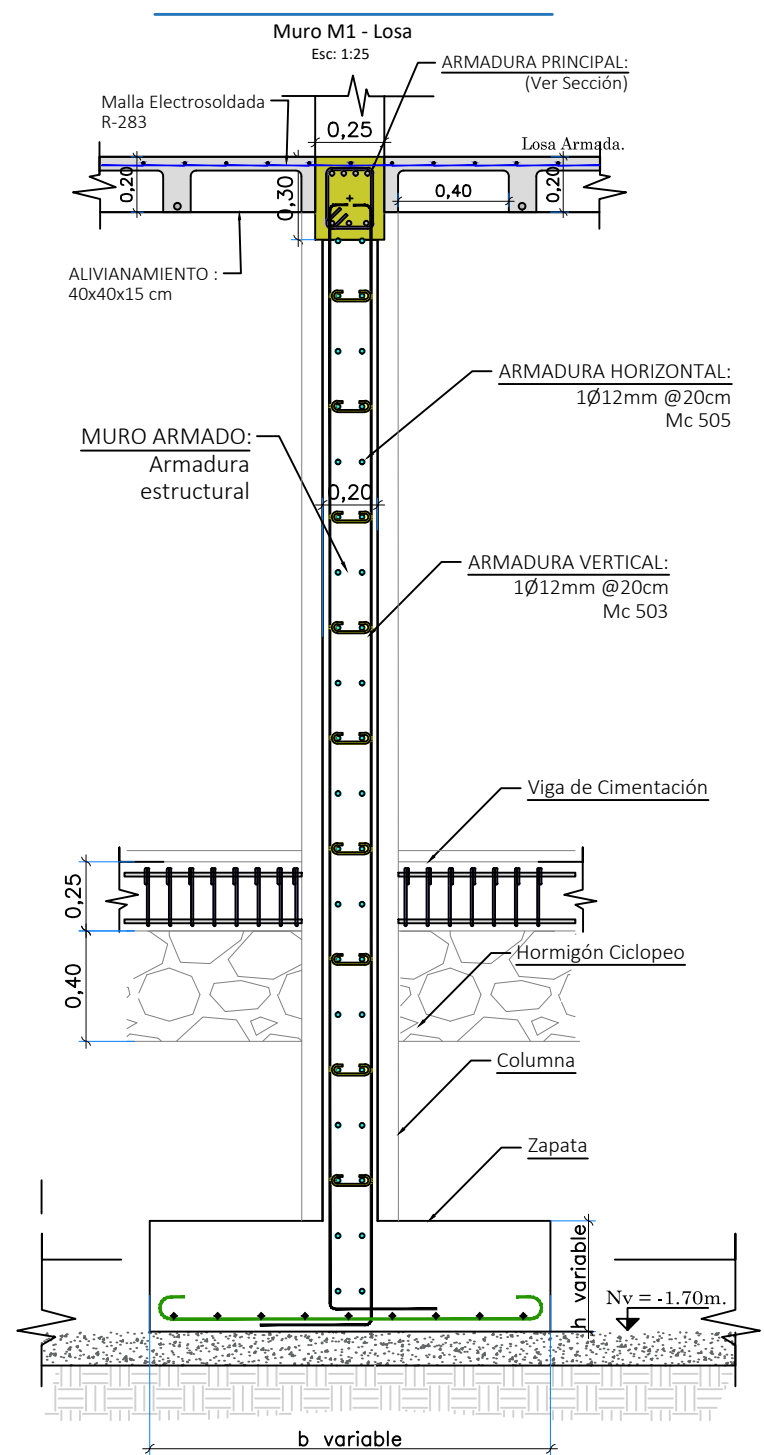 Muro M1 - Losa
Esc: 1:25
ARMADURA PRINCIPAL:
(Ver Sección)
Malla Electrosoldada
R-283
0,25
Losa Armada.
0,20
0,30
0,40
0,20
ALIVIANAMIENTO :
40x40x15 cm
ARMADURA HORIZONTAL:
1Ø12mm @20cm
Mc 505
MURO ARMADO:
Armadura
estructural
0,20
ARMADURA VERTICAL:
1Ø12mm @20cm
Mc 503
Viga de Cimentación
0,25
Hormigón Ciclopeo
0,40
Columna
Zapata
h variable
Nv = -1.70m.
b variable